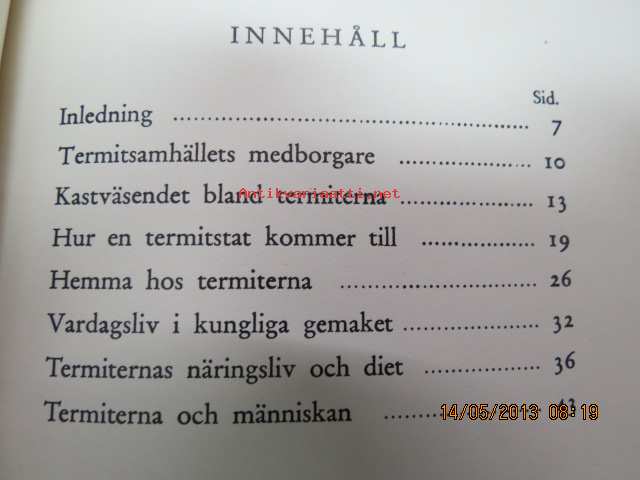 INNEHÅLL
Sid.
Inledning ........................ 7
Termitsamhällets medborgare ........................ 10
Kastväsendet bland termiterna ........................ 13
Antikvariaatti.net
Hur en termitstat kommer till ........................ 19
Hemma hos termiterna ........................ 26
Vardagsliv i kungliga gemaket ........................ 32
Termiternas näringsliv och diet ........................ 36
Termiterna och människan ........................ 43
14/05/2013 08:19